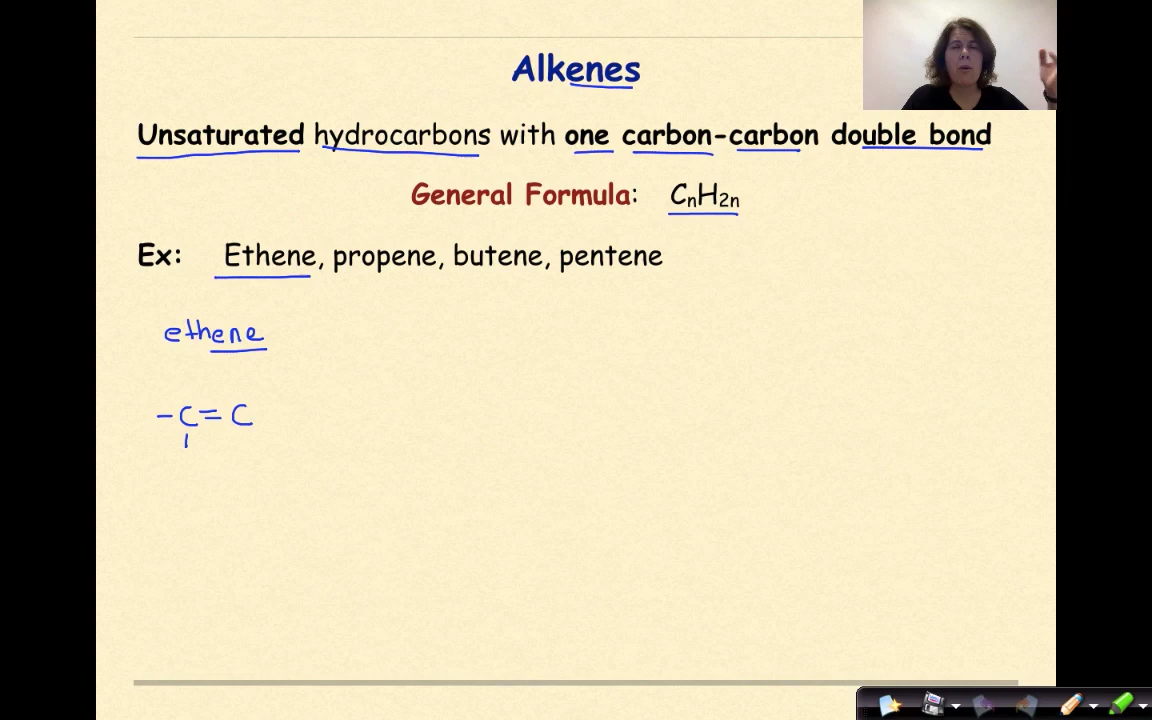 Alkenes
Unsaturated hydrocarbons with one carbon-carbon double bond
General Formula: CnH2n
Ex: Ethene, propene, butene, pentene
ethene
-C=C